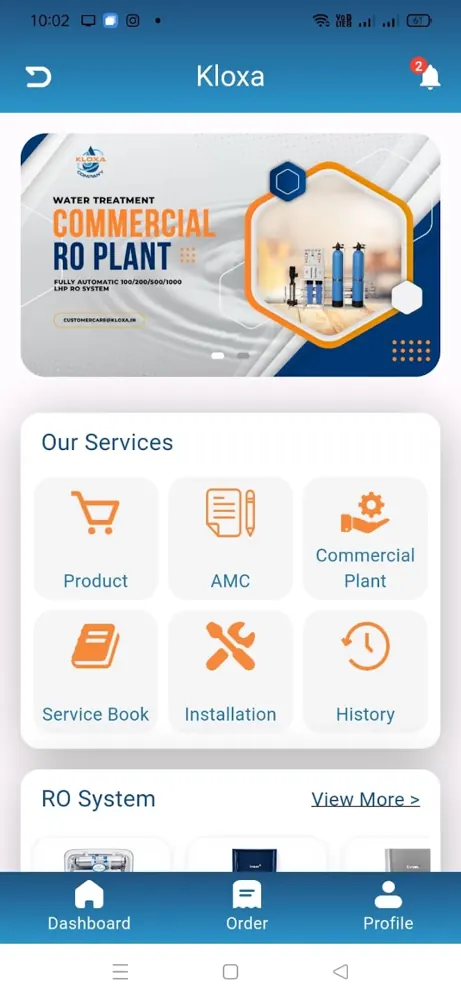 10:02
Kloxa
2
KLOXA
COMPANY
WATER TREATMENT
COMMERCIAL
RO PLANT
FULLY AUTOMATIC 100/200/500/1000
LHP RO SYSTEM
CUSTOMERCARE@KLOXA.IN
Our Services
Product
AMC
Commercial
Plant
Service Book
Installation
History
RO System
View More >
Dashboard
Order
Profile